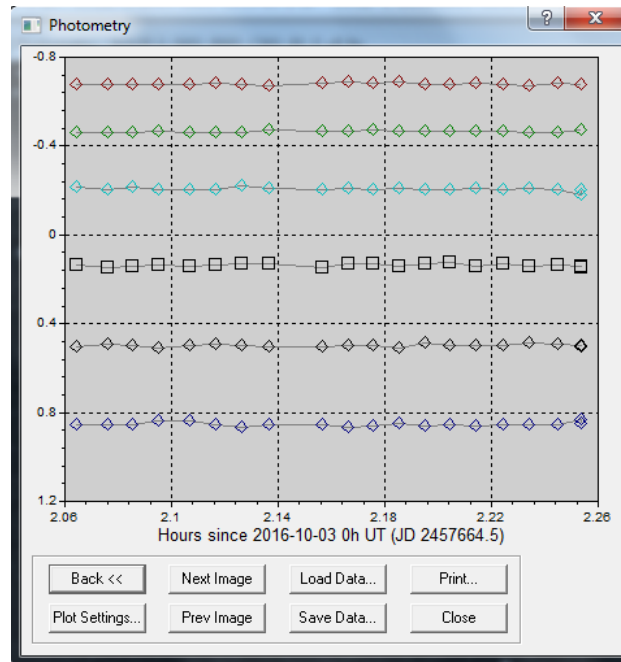 Photometry
-0.8
-0.4
0
0.4
0.8
1.2
2.06 2.1 2.14 2.18 2.22 2.26
Hours since 2016-10-03 0h UT (JD 2457664.5)
Back << Next Image Load Data... Print...
Plot Settings... Prev Image Save Data... Close